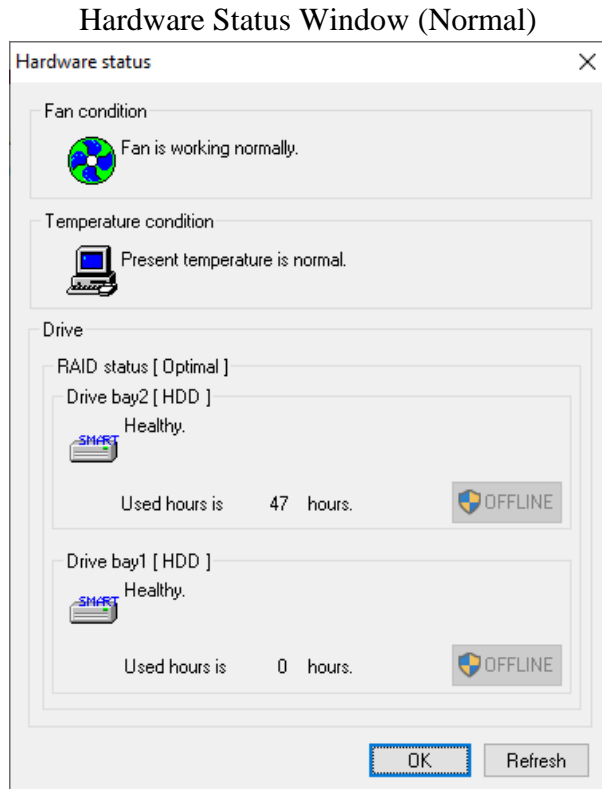 Hardware Status Window (Normal)
Hardware status
Fan condition
Fan is working normally.
Temperature condition
Present temperature is normal.
Drive
RAID status [ Optimal ]
Drive bay2 [ HDD ]
SMART
Healthy.
Used hours is 47 hours.
OFFLINE
Drive bay1 [ HDD ]
SMART
Healthy.
Used hours is 0 hours.
OFFLINE
OK
Refresh